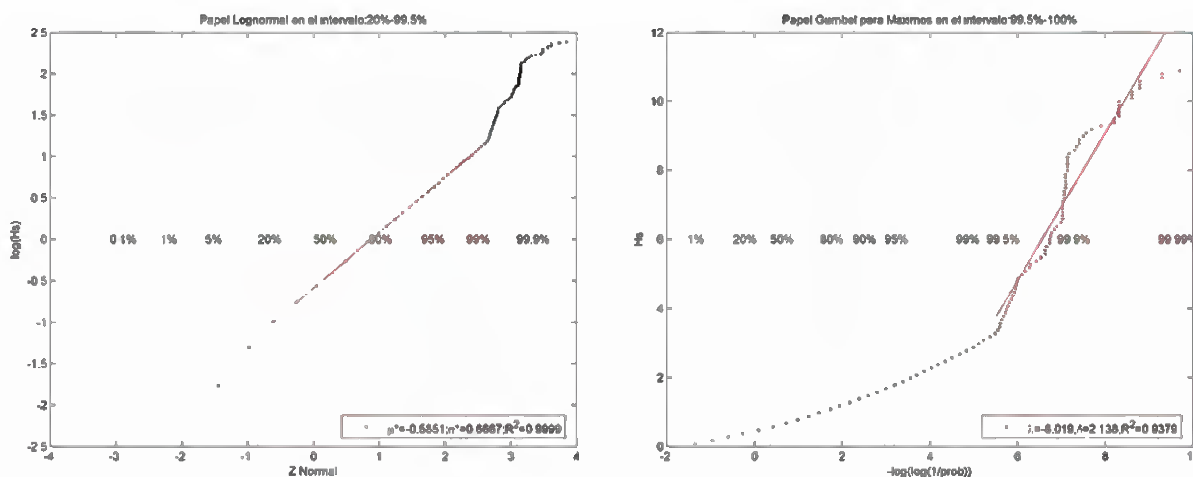 Papel Lognormal en el intervalo:20%-99.5%
2.5
2
1.5
1
0.5
0
-0.5
-1
-1.5
-2
-2.5
log(Hs)
0.1% 1% 5% 20% 50% 80% 95% 99% 99.9%
-4 -3 -2 -1 0 1 2 3 4
Z Normal
Papel Gumbel para Maximos en el intervalo:99.5%-100%
12
10
8
6
4
2
0
Hs
1% 20% 50% 80% 90% 95% 99% 99.5% 99.9% 99.99%
-2 0 2 4 6 8 10
-log(log(1/prob))